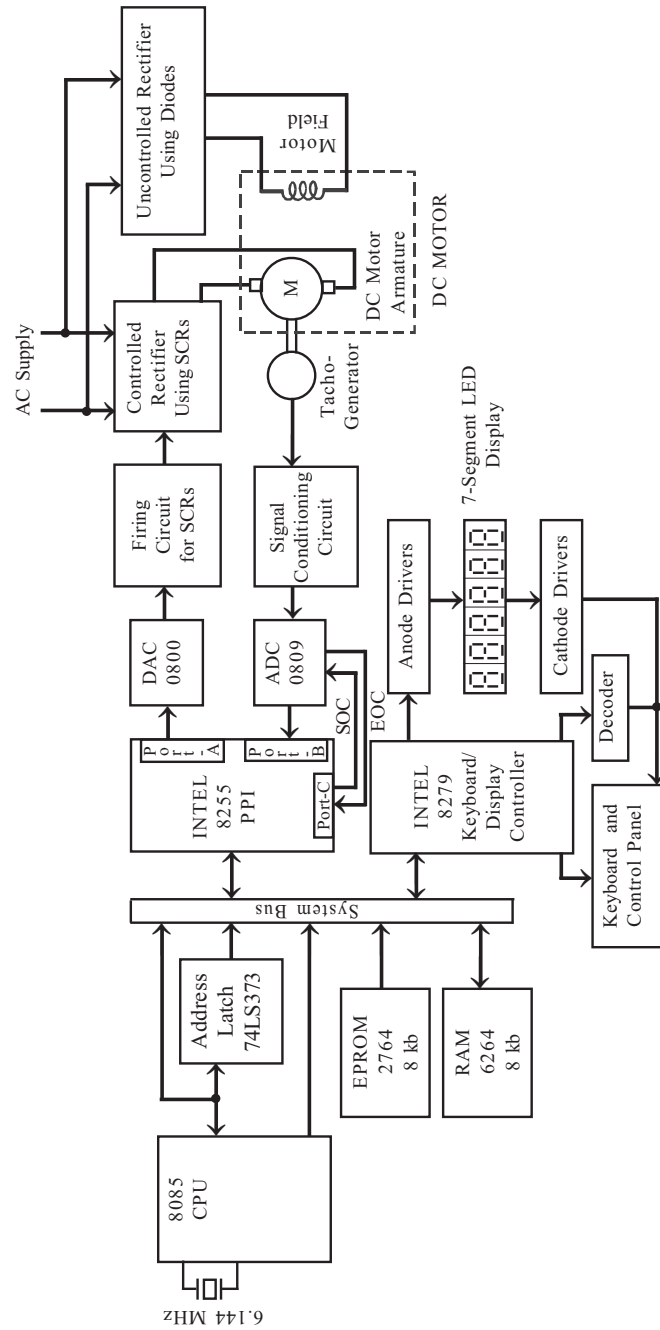 6.144 MHz
8085
CPU
Address
Latch
74LS373
EPROM
2764
8 kb
RAM
6264
8 kb
System Bus
INTEL
8255
PPI
Port-A
Port-B
Port-C
DAC
0800
ADC
0809
SOC
EOC
Firing
Circuit
for SCRs
Signal
Conditioning
Circuit
AC Supply
Controlled
Rectifier
Using SCRs
Uncontrolled Rectifier
Using Diodes
Motor
Field
M
DC Motor
Armature
DC MOTOR
Tacho-
Generator
INTEL
8279
Keyboard/
Display
Controller
Anode Drivers
7-Segment LED
Display
Cathode Drivers
Decoder
Keyboard and
Control Panel